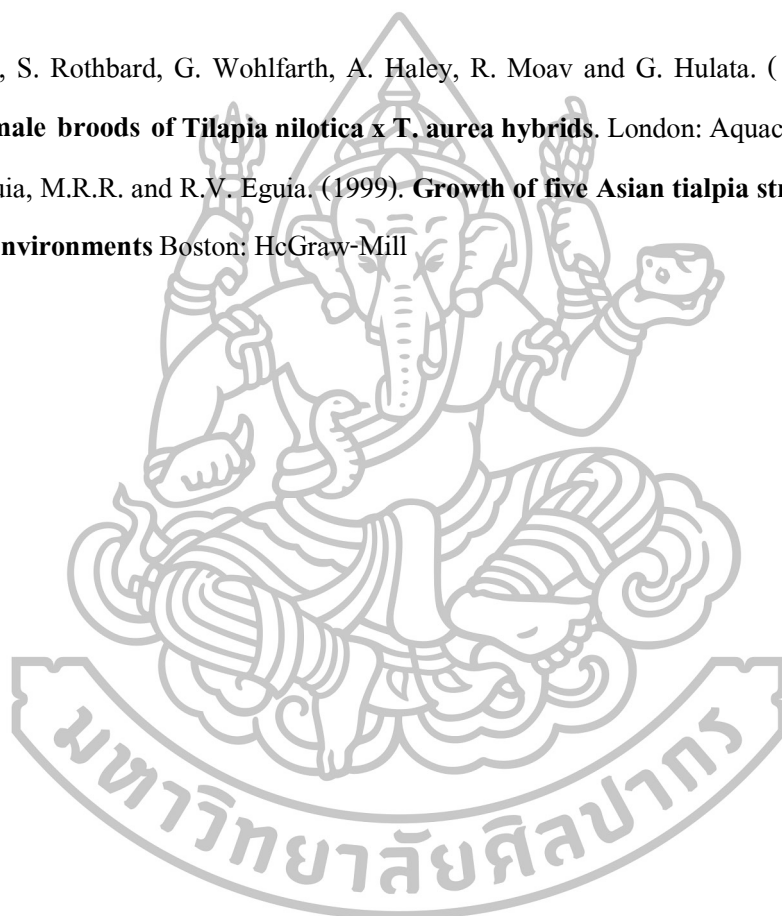 , S. Rothbard, G. Wohlfarth, A. Haley, R. Moav and G. Hulata. (
male broods of Tilapia nilotica x T. aurea hybrids. London: Aquac
uia, M.R.R. and R.V. Eguia. (1999). Growth of five Asian tialpia str
nvironments Boston: HcGraw-Mill
มหาวิทยาลัยศิลปากร